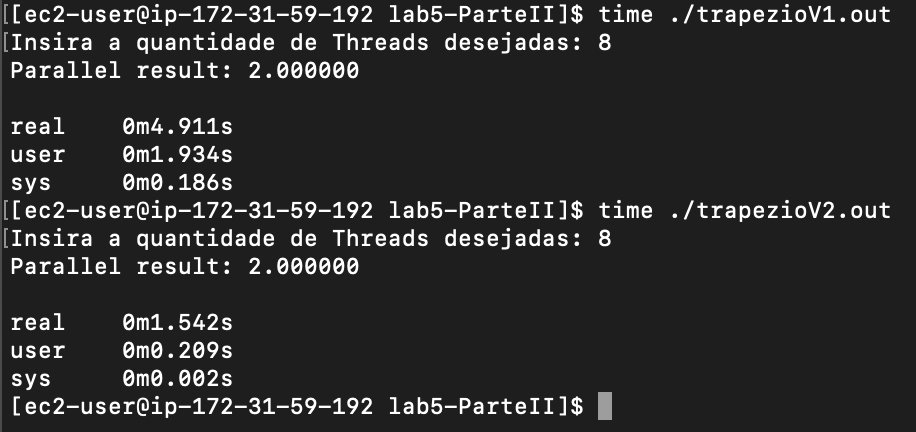 [[ec2-user@ip-172-31-59-192 lab5-ParteII]$ time ./trapezioV1.out
[Insira a quantidade de Threads desejadas: 8
Parallel result: 2.000000
real 0m4.911s
user 0m1.934s
sys 0m0.186s
[[ec2-user@ip-172-31-59-192 lab5-ParteII]$ time ./trapezioV2.out
[Insira a quantidade de Threads desejadas: 8
Parallel result: 2.000000
real 0m1.542s
user 0m0.209s
sys 0m0.002s
[ec2-user@ip-172-31-59-192 lab5-ParteII]$